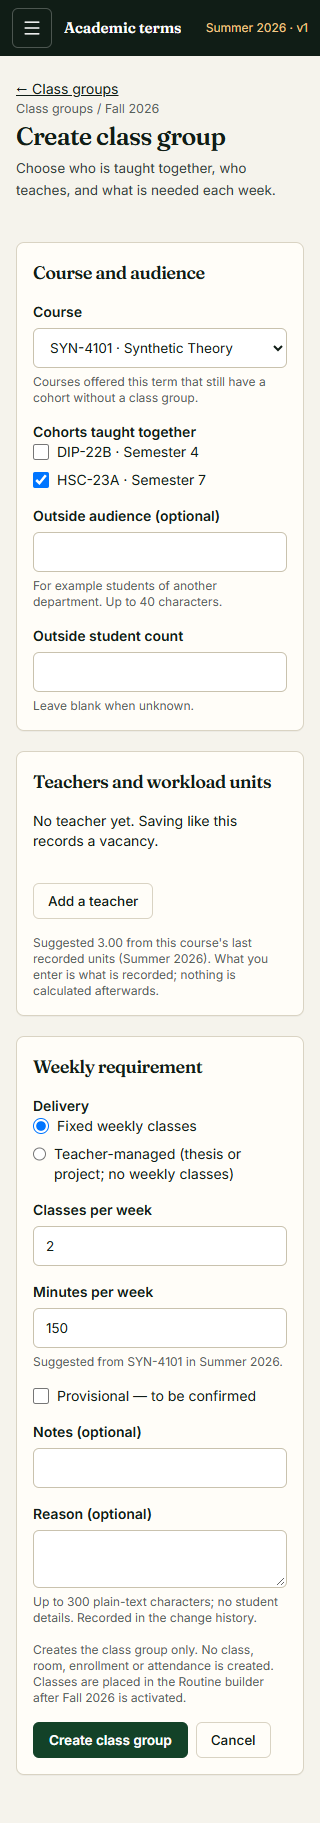 Academic terms
Summer 2026 · v1
← Class groups
Class groups / Fall 2026
Create class group
Choose who is taught together, who
teaches, and what is needed each week.
Course and audience
Course
SYN-4101 · Synthetic Theory
Courses offered this term that still have a
cohort without a class group.
Cohorts taught together
DIP-22B · Semester 4
HSC-23A · Semester 7
Outside audience (optional)
For example students of another
department. Up to 40 characters.
Outside student count
Leave blank when unknown.
Teachers and workload units
No teacher yet. Saving like this
records a vacancy.
Add a teacher
Suggested 3.00 from this course's last
recorded units (Summer 2026). What you
enter is what is recorded; nothing is
calculated afterwards.
Weekly requirement
Delivery
Fixed weekly classes
Teacher-managed (thesis or
project; no weekly classes)
Classes per week
2
Minutes per week
150
Suggested from SYN-4101 in Summer 2026.
Provisional — to be confirmed
Notes (optional)
Reason (optional)
Up to 300 plain-text characters; no student
details. Recorded in the change history.
Creates the class group only. No class,
room, enrollment or attendance is created.
Classes are placed in the Routine builder
after Fall 2026 is activated.
Create class group
Cancel